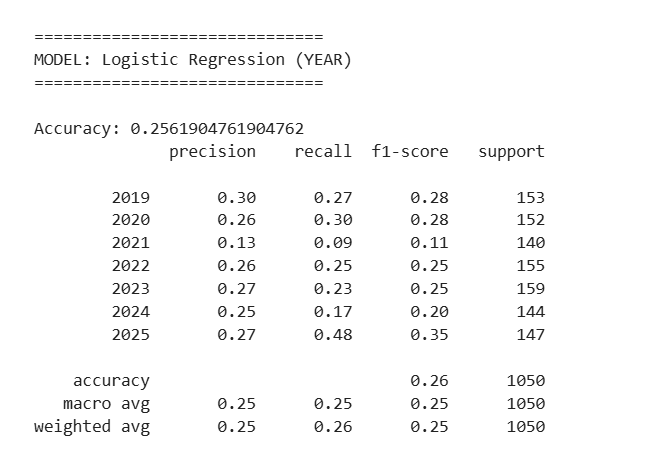 ==============================
MODEL: Logistic Regression (YEAR)
==============================
Accuracy: 0.2561904761904762
precision recall f1-score support
2019 0.30 0.27 0.28 153
2020 0.26 0.30 0.28 152
2021 0.13 0.09 0.11 140
2022 0.26 0.25 0.25 155
2023 0.27 0.23 0.25 159
2024 0.25 0.17 0.20 144
2025 0.27 0.48 0.35 147
accuracy 0.26 1050
macro avg 0.25 0.25 0.25 1050
weighted avg 0.25 0.26 0.25 1050